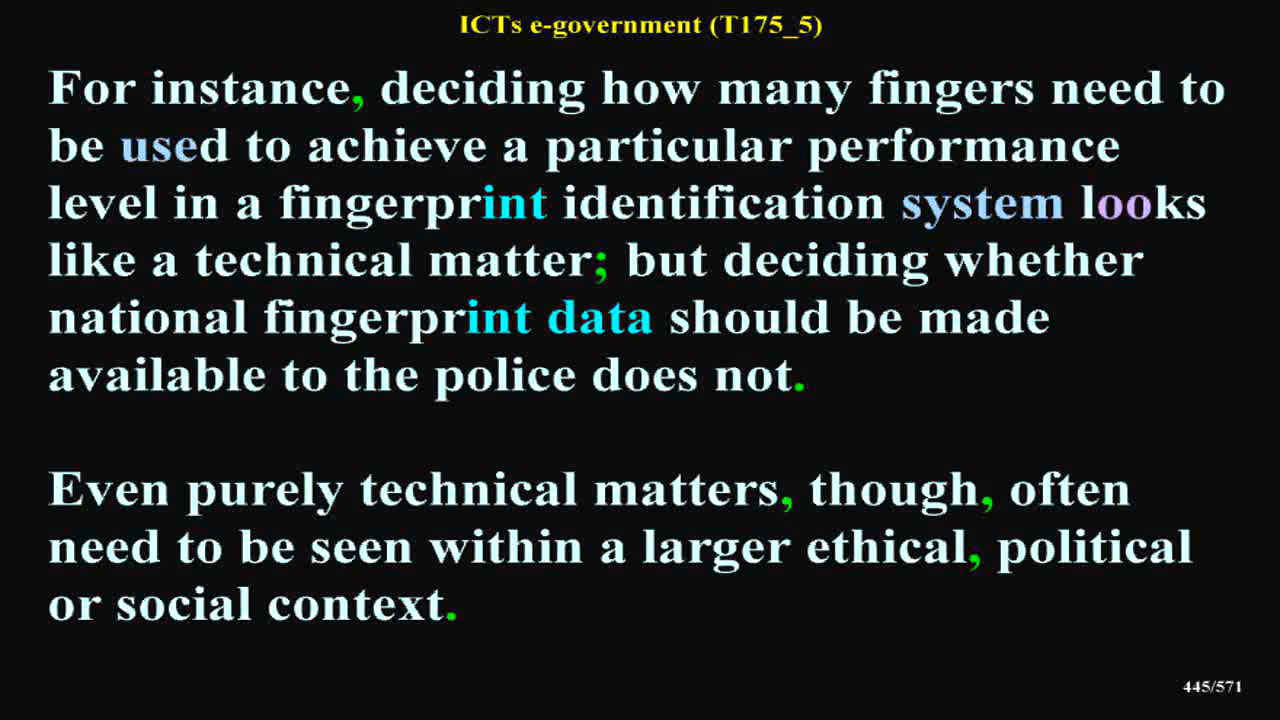 ICTs e-government (T175_5)
For instance, deciding how many fingers need to
be used to achieve a particular performance
level in a fingerprint identification system looks
like a technical matter; but deciding whether
national fingerprint data should be made
available to the police does not.
Even purely technical matters, though, often
need to be seen within a larger ethical, political
or social context.
445/571